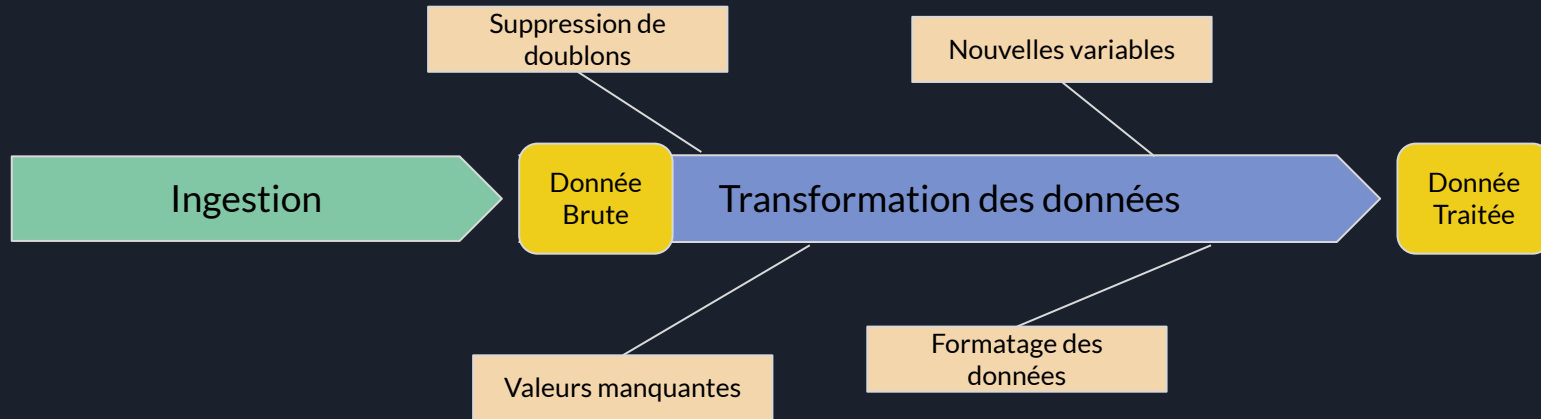 Suppression de
doublons
Nouvelles variables
Ingestion
Donnée
Brute
Transformation des données
Donnée
Traitée
Valeurs manquantes
Formatage des
données